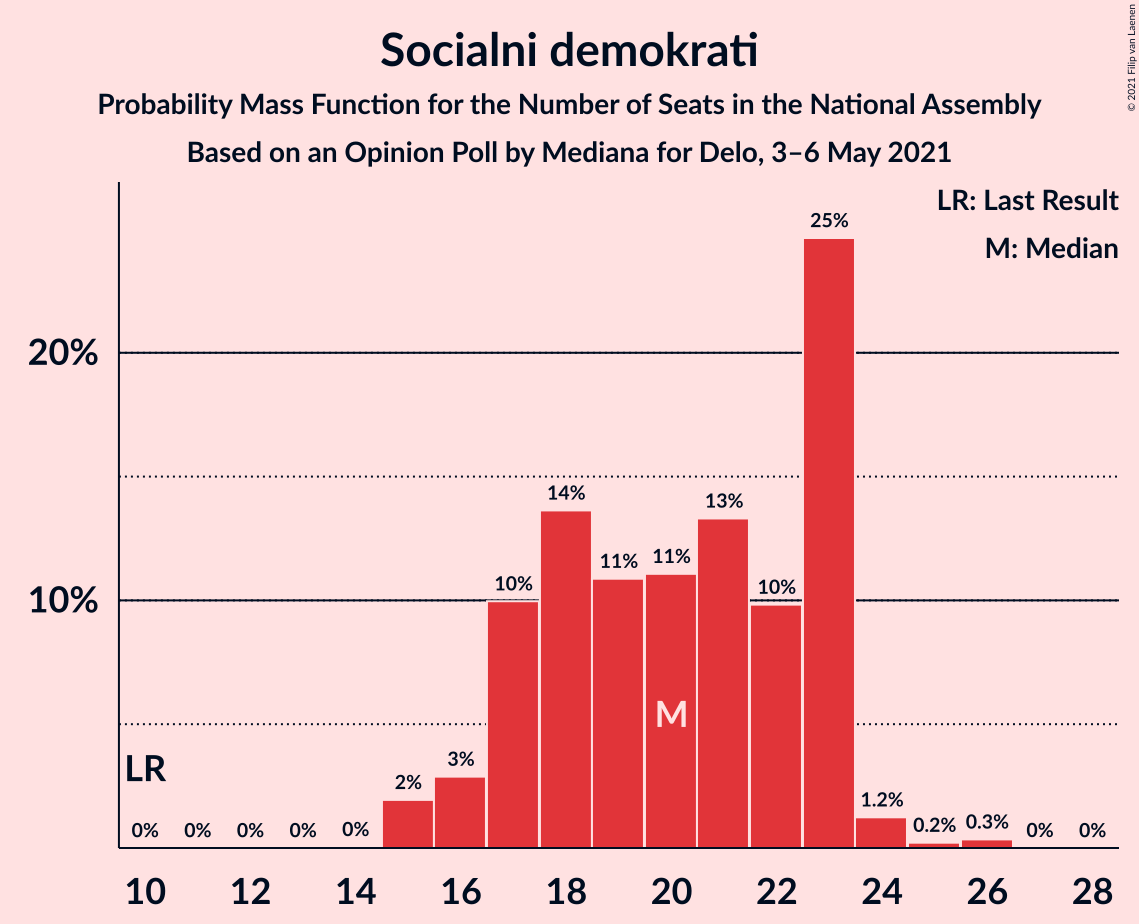 Socialni demokrati
Probability Mass Function for the Number of Seats in the National Assembly
Based on an Opinion Poll by Mediana for Delo, 3–6 May 2021
© 2021 Filip van Laenen
LR: Last Result
M: Median
25%
20%
14%
13%
11%
11%
10%
10%
10%
M
LR
3%
2%
1.2%
0.2%
0.3%
0%
0%
0%
0%
0%
0%
0%
10 12 14 16 18 20 22 24 26 28